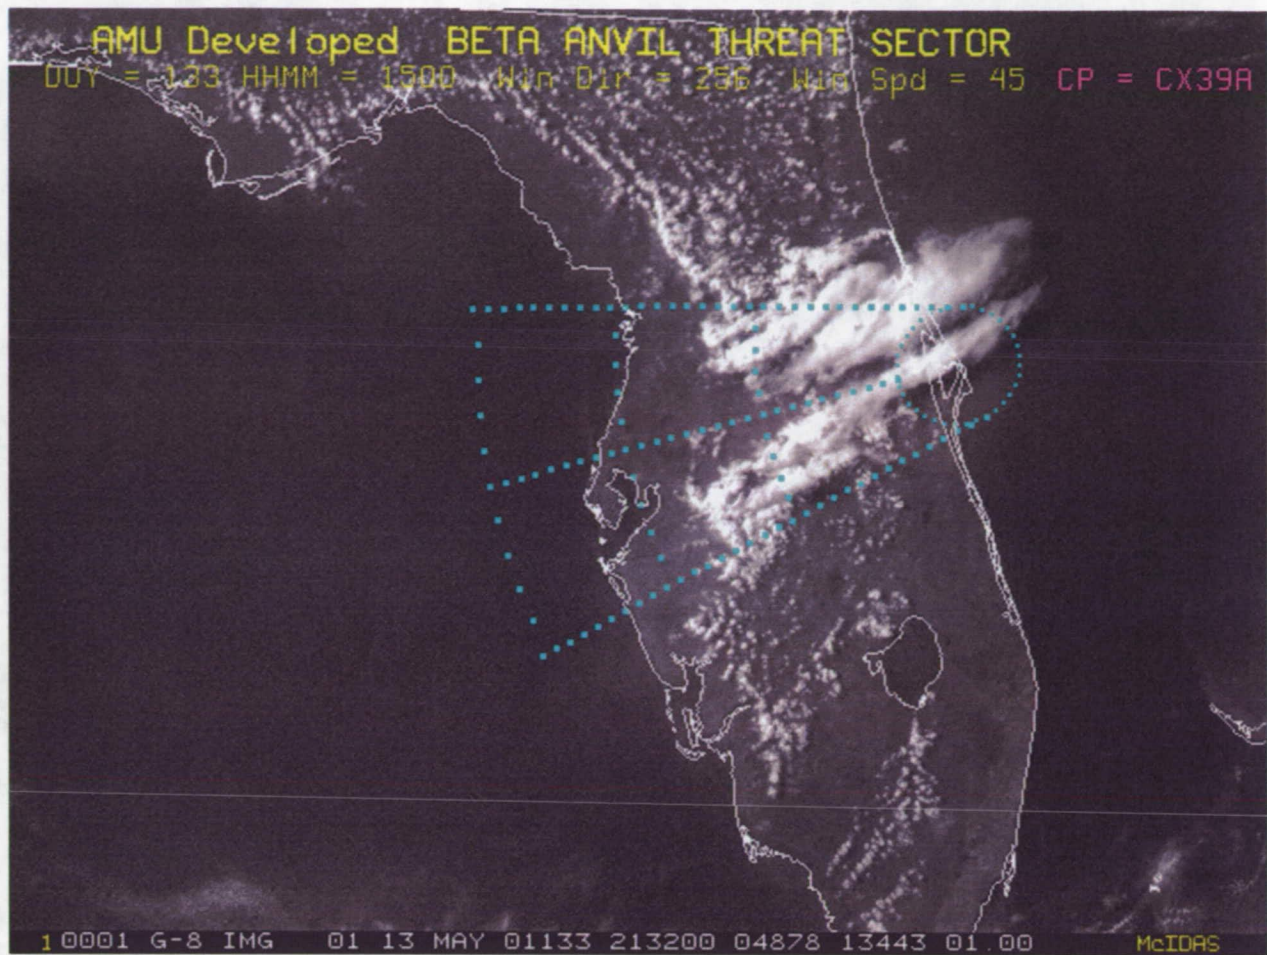 AMU Developed BETA ANVIL THREAT SECTOR
DOY = 133 HHMM = 1500 Win Dir = 256 Win Spd = 45 CP = CX39A
1 0001 G-8 IMG 01 13 MAY 01133 213200 04878 13443 01.00 McIDAS